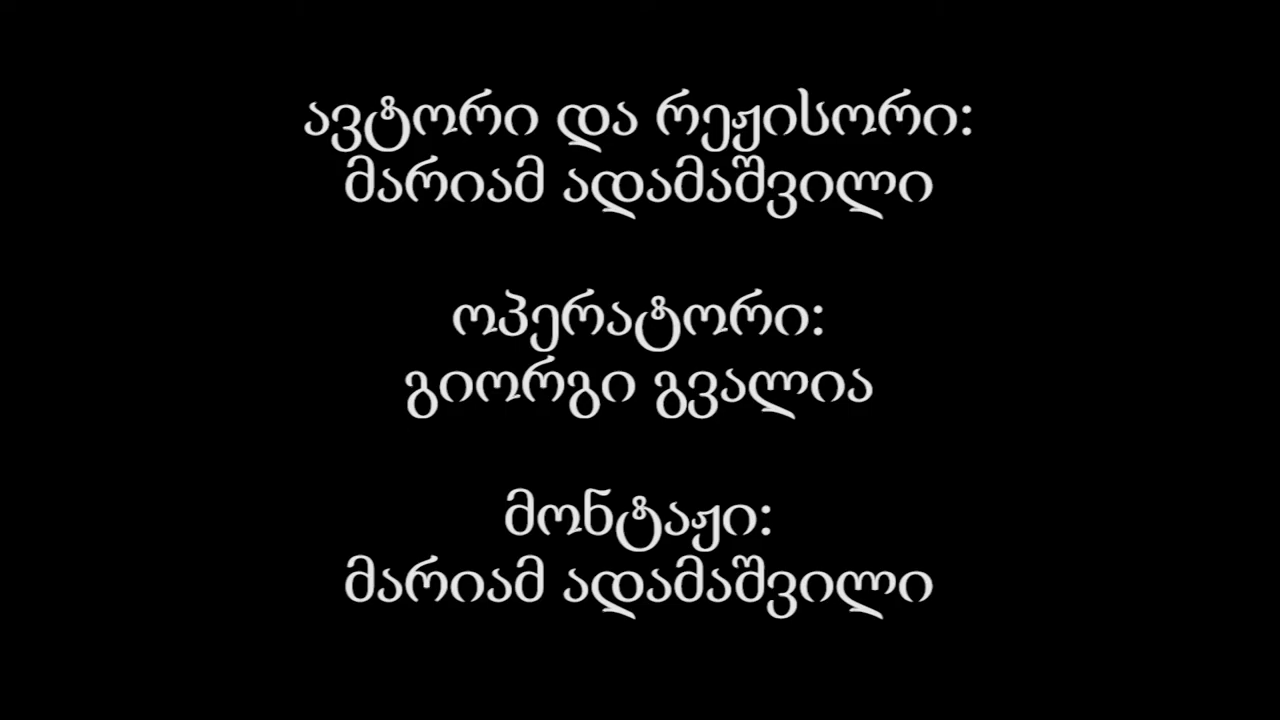 ავტორი და რეჟისორი:
მარიამ ადამაშვილი
ოპერატორი:
გიორგი გვალია
მონტაჟი:
მარიამ ადამაშვილი